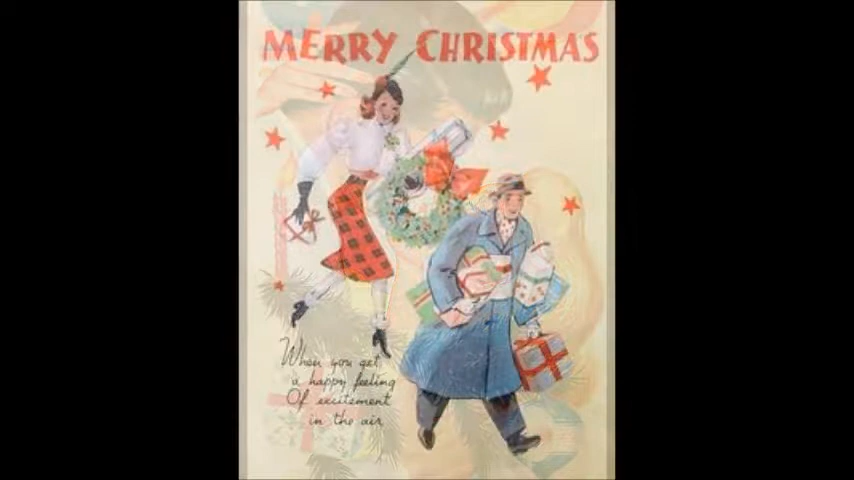 MERRY CHRISTMAS
When you get
a happy feeling
Of excitement
in the air